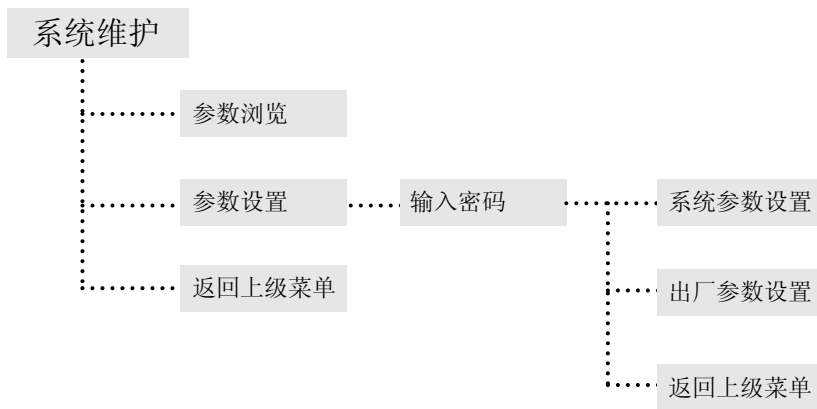 系统维护
参数浏览
参数设置
输入密码
系统参数设置
返回上级菜单
出厂参数设置
返回上级菜单